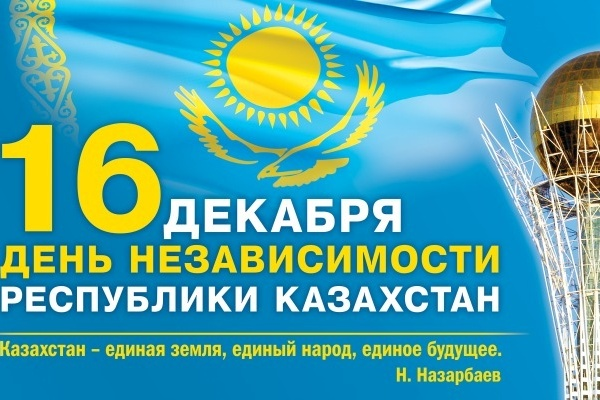 16 ДЕКАБРЯ
ДЕНЬ НЕЗАВИСИМОСТИ
РЕСПУБЛИКИ КАЗАХСТАН
Казахстан – единая земля, единый народ, единое будущее.
Н. Назарбаев